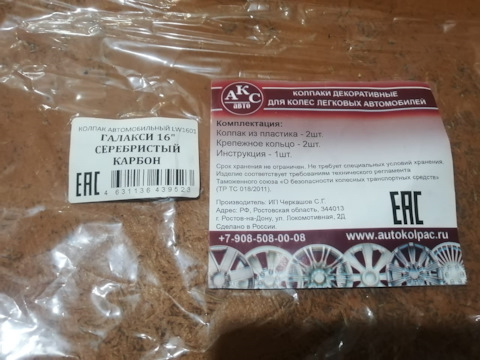 КОЛПАК АВТОМОБИЛЬНЫЙ LW1601
ГАЛАКСИ 16"
СЕРЕБРИСТЫЙ
КАРБОН
EAC
4 631136 439523
АКС
авто
КОЛПАКИ ДЕКОРАТИВНЫЕ
ДЛЯ КОЛЕС ЛЕГКОВЫХ АВТОМОБИЛЕЙ
Комплектация:
Колпак из пластика - 2шт.
Крепежное кольцо - 2шт.
Инструкция - 1шт.
Срок хранения не ограничен. Не требует специальных условий хранения.
Изделие соответствует требованиям технического регламента
Таможенного союза «О безопасности колесных транспортных средств»
(ТР ТС 018/2011).
Производитель: ИП Черкашов С.Г.
Адрес: РФ, Ростовская область, 344013
г. Ростов-на-Дону, ул. Локомотивная, 2Д
Сделано в России.
EAC
+7-908-508-00-08
www.autokolpac.ru